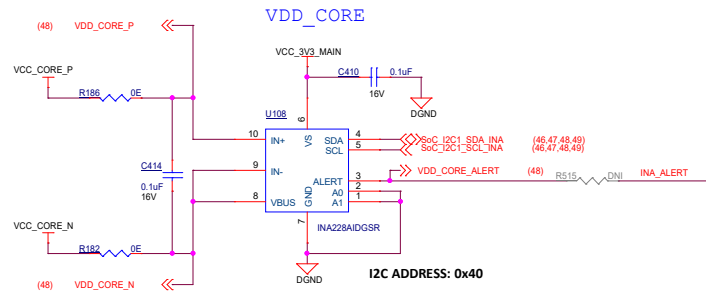 VDD_CORE
(48) VDD_CORE_P
VCC_3V3_MAIN
VCC_CORE_P
C410 0.1uF
16V
R186 0E
DGND
U108
6
10 IN+ VS SDA 4 SoC_I2C1_SDA_INA (46,47,48,49)
SCL 5 SoC_I2C1_SCL_INA (46,47,48,49)
C414
9 IN-
VDD_CORE_ALERT (48) R515 DNI INA_ALERT
0.1uF
16V
ALERT 3
A0 2
8 VBUS GND A1 1
VCC_CORE_N
7 INA228AIDGSR
R182 0E
DGND
I2C ADDRESS: 0x40
(48) VDD_CORE_N